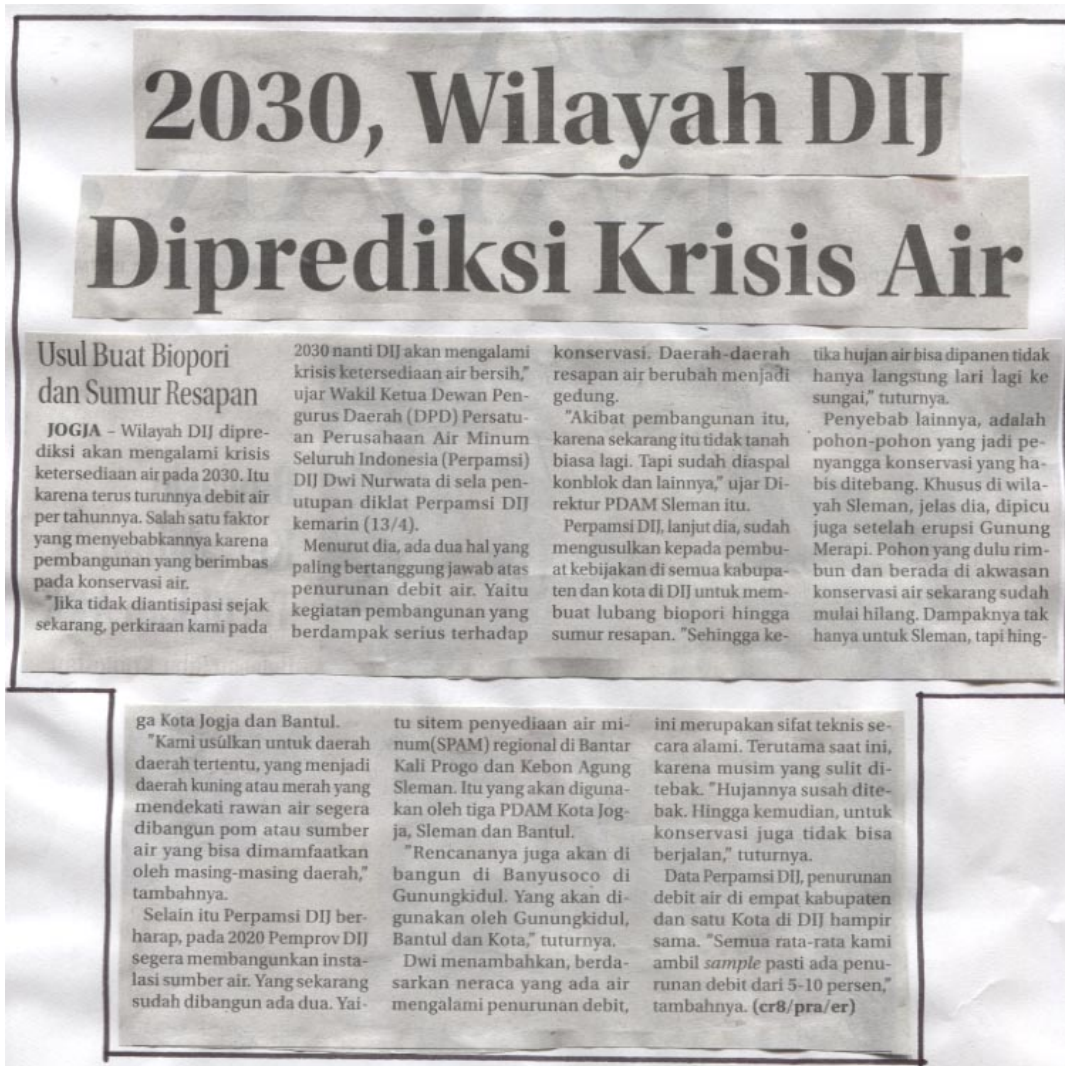 2030, Wilayah DIJ
Diprediksi Krisis Air
Usul Buat Biopori
dan Sumur Resapan
JOGJA – Wilayah DIJ dipre-
diksi akan mengalami krisis
ketersediaan air pada 2030. Itu
karena terus turunnya debit air
per tahunnya. Salah satu faktor
yang menyebabkannya karena
pembangunan yang berimbas
pada konservasi air.
"Jika tidak diantisipasi sejak
sekarang, perkiraan kami pada
2030 nanti DIJ akan mengalami
krisis ketersediaan air bersih,"
ujar Wakil Ketua Dewan Pen-
gurus Daerah (DPD) Persatu-
an Perusahaan Air Minum
Seluruh Indonesia (Perpamsi)
DIJ Dwi Nurwata di sela pen-
utupan diklat Perpamsi DIJ
kemarin (13/4).
Menurut dia, ada dua hal yang
paling bertanggung jawab atas
penurunan debit air. Yaitu
kegiatan pembangunan yang
berdampak serius terhadap
konservasi. Daerah-daerah
resapan air berubah menjadi
gedung.
"Akibat pembangunan itu,
karena sekarang itu tidak tanah
biasa lagi. Tapi sudah diaspal
konblok dan lainnya," ujar Di-
rektur PDAM Sleman itu.
Perpamsi DIJ, lanjut dia, sudah
mengusulkan kepada pembu-
at kebijakan di semua kabupa-
ten dan kota di DIJ untuk mem-
buat lubang biopori hingga
sumur resapan. "Sehingga ke-
tika hujan air bisa dipanen tidak
hanya langsung lari lagi ke
sungai," tuturnya.
Penyebab lainnya, adalah
pohon-pohon yang jadi pe-
nyangga konservasi yang ha-
bis ditebang. Khusus di wila-
yah Sleman, jelas dia, dipicu
juga setelah erupsi Gunung
Merapi. Pohon yang dulu rim-
bun dan berada di akwasan
konservasi air sekarang sudah
mulai hilang. Dampaknya tak
hanya untuk Sleman, tapi hing-
ga Kota Jogja dan Bantul.
"Kami usulkan untuk daerah
daerah tertentu, yang menjadi
daerah kuning atau merah yang
mendekati rawan air segera
dibangun pom atau sumber
air yang bisa dimamfaatkan
oleh masing-masing daerah,"
tambahnya.
Selain itu Perpamsi DIJ ber-
harap, pada 2020 Pemprov DIJ
segera membangunkan insta-
lasi sumber air. Yang sekarang
sudah dibangun ada dua. Yai-
tu sitem penyediaan air mi-
num(SPAM) regional di Bantar
Kali Progo dan Kebon Agung
Sleman. Itu yang akan diguna-
kan oleh tiga PDAM Kota Jog-
ja, Sleman dan Bantul.
"Rencananya juga akan di
bangun di Banyusoco di
Gunungkidul. Yang akan di-
gunakan oleh Gunungkidul,
Bantul dan Kota," tuturnya.
Dwi menambahkan, berda-
sarkan neraca yang ada air
mengalami penurunan debit,
ini merupakan sifat teknis se-
cara alami. Terutama saat ini,
karena musim yang sulit di-
tebak. "Hujannya susah dite-
bak. Hingga kemudian, untuk
konservasi juga tidak bisa
berjalan," tuturnya.
Data Perpamsi DIJ, penurunan
debit air di empat kabupaten
dan satu Kota di DIJ hampir
sama. "Semua rata-rata kami
ambil sample pasti ada penu-
runan debit dari 5-10 persen,"
tambahnya. (cr8/pra/er)